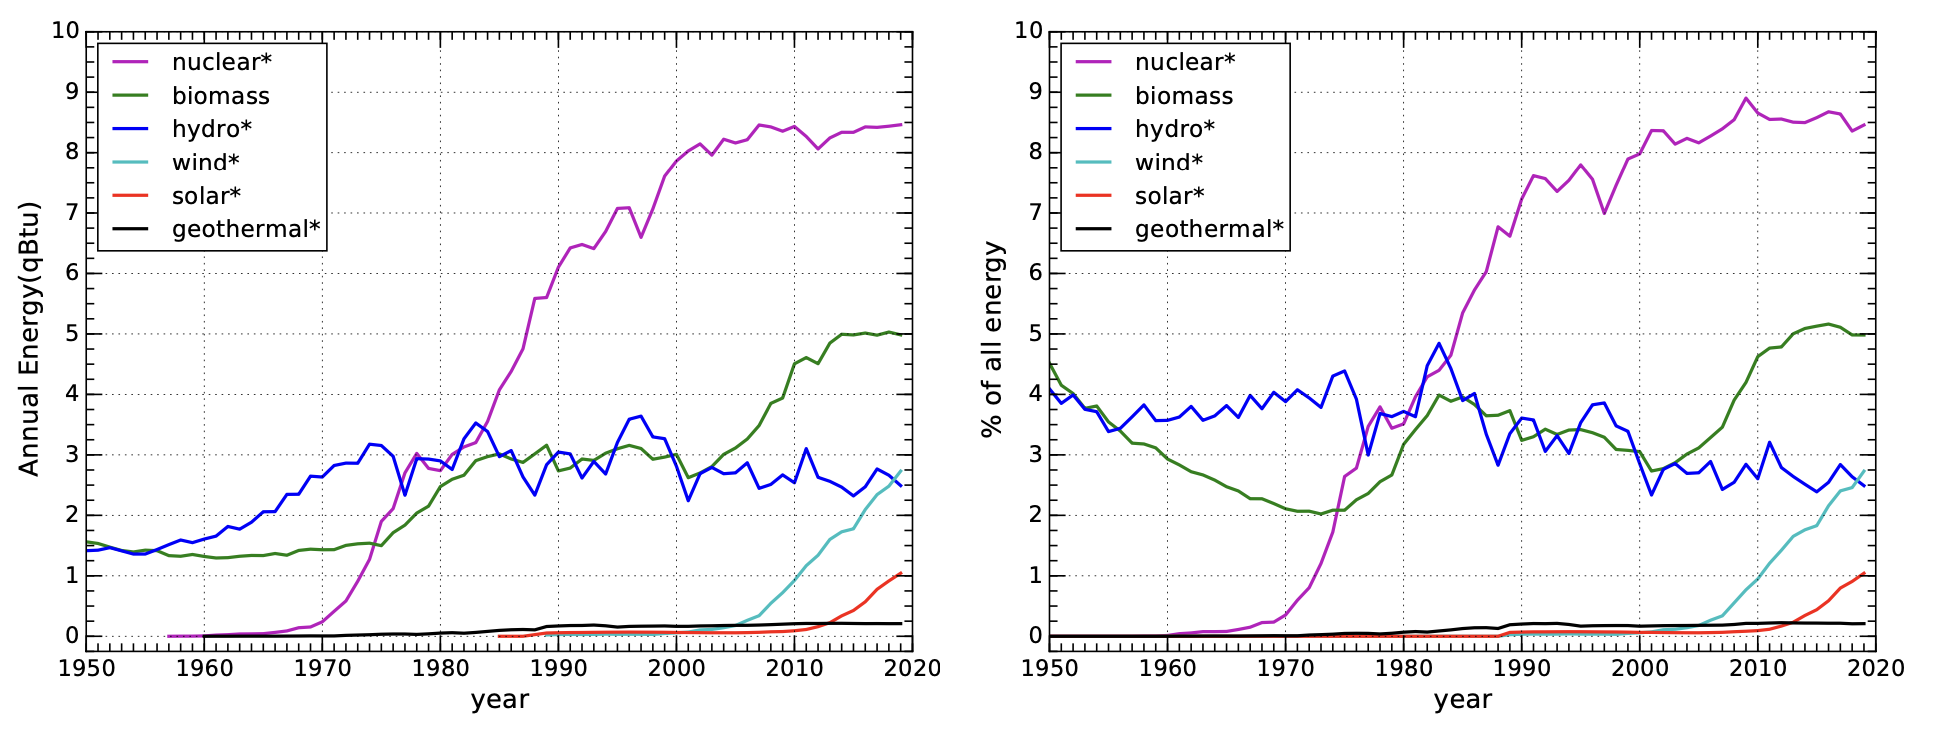 10
9
8
7
6
5
4
3
2
1
0
Annual Energy(qBtu)
nuclear*
biomass
hydro*
wind*
solar*
geothermal*
1950 1960 1970 1980 1990 2000 2010 2020
year
10
9
8
7
6
5
4
3
2
1
0
% of all energy
nuclear*
biomass
hydro*
wind*
solar*
geothermal*
1950 1960 1970 1980 1990 2000 2010 2020
year